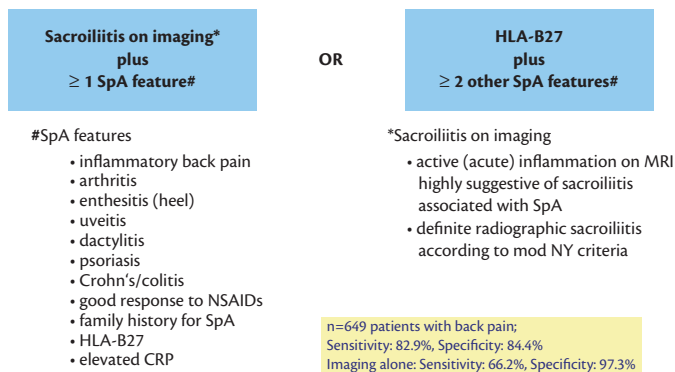 Sacroiliitis on imaging*
plus
≥ 1 SpA feature#
OR
HLA-B27
plus
≥ 2 other SpA features#
#SpA features
• inflammatory back pain
• arthritis
• enthesitis (heel)
• uveitis
• dactylitis
• psoriasis
• Crohn‘s/colitis
• good response to NSAIDs
• family history for SpA
• HLA-B27
• elevated CRP
*Sacroiliitis on imaging
• active (acute) inflammation on MRI
highly suggestive of sacroiliitis
associated with SpA
• definite radiographic sacroiliitis
according to mod NY criteria
n=649 patients with back pain;
Sensitivity: 82.9%, Specificity: 84.4%
Imaging alone: Sensitivity: 66.2%, Specificity: 97.3%